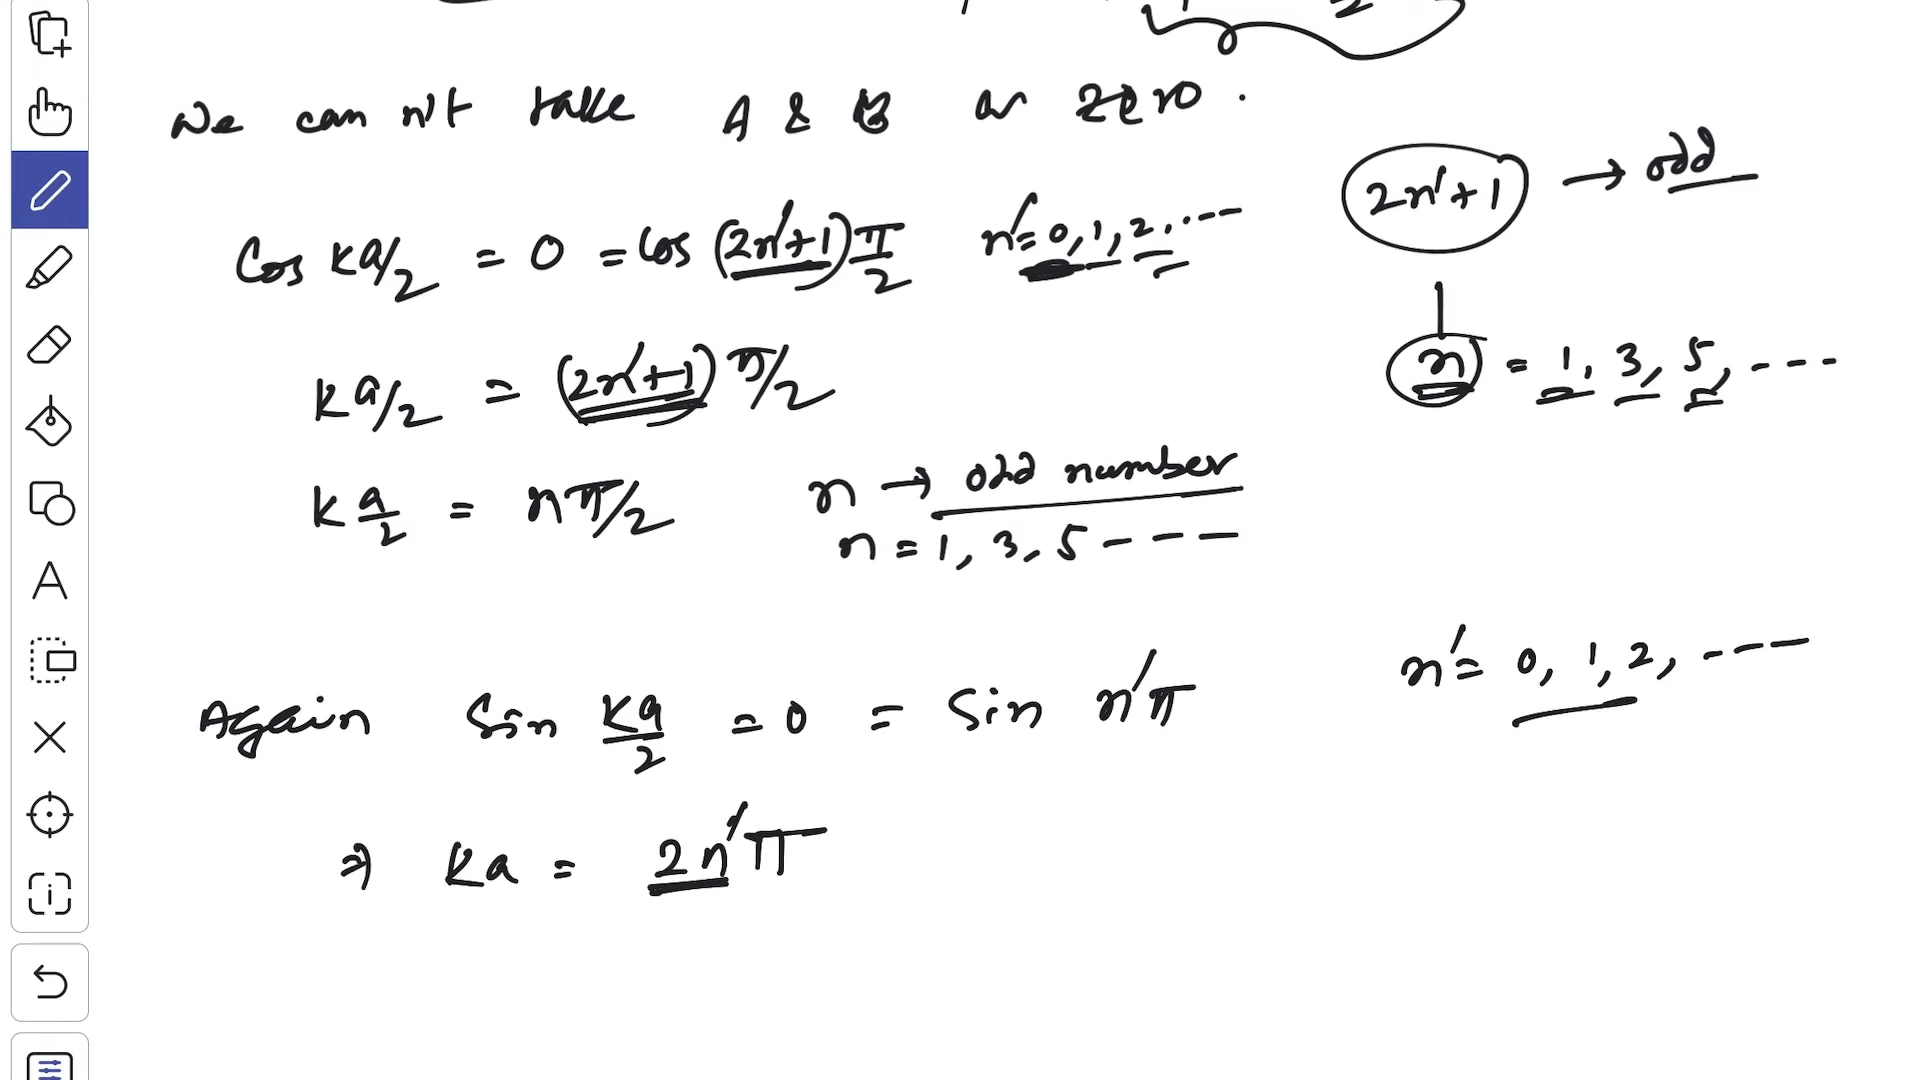 We can n't take A & B as zero.
Cos ka/2 = 0 = Cos (2n'+1) π/2 n' = 0, 1, 2, ----
2n'+1 → odd
ka/2 = (2n'+1) π/2
n = 1, 3, 5, ---
k a/2 = nπ/2 n → odd number
n = 1, 3, 5 ---
Again Sin ka/2 = 0 = Sin n'π
n' = 0, 1, 2, ----
⇒ ka = 2n'π